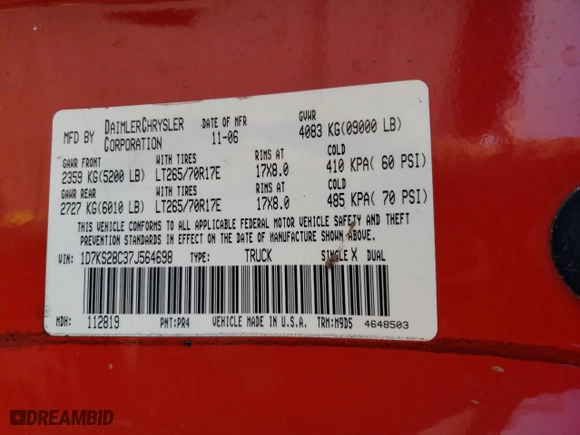 MFD BY DAIMLERCHRYSLER CORPORATION DATE OF MFR 11-06 GVWR 4083 KG(09000 LB)
GAWR FRONT WITH TIRES RIMS AT COLD
2359 KG(5200 LB) LT265/70R17E 17X8.0 410 KPA( 60 PSI)
GAWR REAR WITH TIRES RIMS AT COLD
2727 KG(6010 LB) LT265/70R17E 17X8.0 485 KPA( 70 PSI)
THIS VEHICLE CONFORMS TO ALL APPLICABLE FEDERAL MOTOR VEHICLE SAFETY AND THEFT
PREVENTION STANDARDS IN EFFECT ON THE DATE OF MANUFACTURE SHOWN ABOVE.
VIN: 1D7KS28C37J564698 TYPE: TRUCK SINGLE X DUAL
MDH: 112819 PNT:PR4 VEHICLE MADE IN U.S.A. TRM:M9D5 4648503
DREAMBID